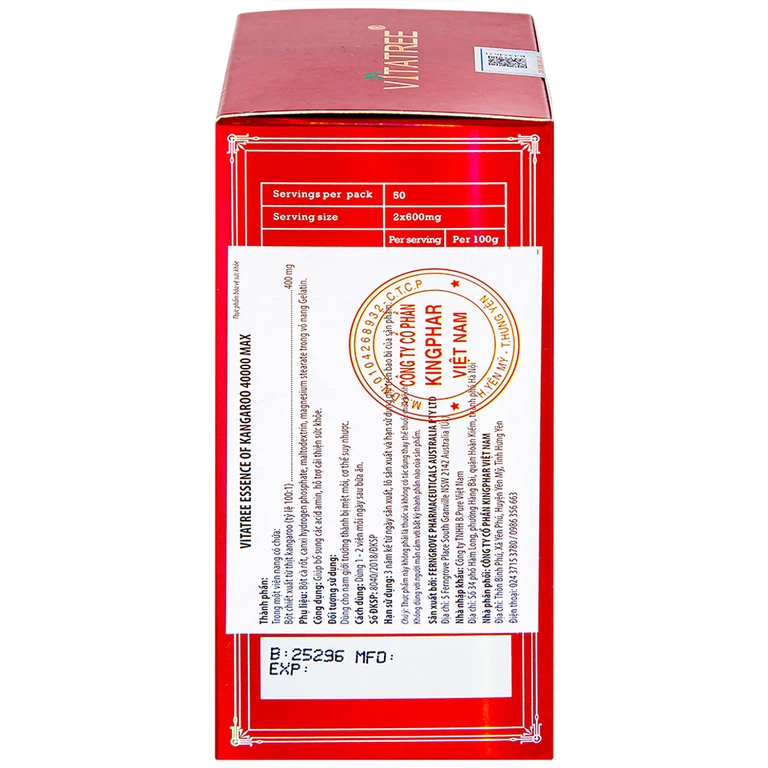 VITATREE®
Servings per pack 50
Serving size 2x600mg
Per serving Per 100g
Thực phẩm bảo vệ sức khỏe
VITATREE ESSENCE OF KANGAROO 40000 MAX
Thành phần:
Trong một viên nang có chứa:
Bột chiết xuất từ thịt kangaroo (tỷ lệ 100:1)..........400 mg
Phụ liệu: Bột cà rốt, canxi hydrogen phosphate, maltodextrin, magnesium stearate trong vỏ nang Gelatin.
Công dụng: Giúp bổ sung các acid amin, hỗ trợ cải thiện sức khỏe.
Đối tượng sử dụng:
Dùng cho nam giới trưởng thành bị mệt mỏi, cơ thể suy nhược.
Cách dùng: Dùng 1 - 2 viên mỗi ngày sau bữa ăn.
Số ĐKSP: 8040/2018/ĐKSP
Hạn sử dụng: 3 năm kể từ ngày sản xuất, lô sản xuất và hạn sử dụng ghi trên bao bì của sản phẩm.
Chú ý: Thực phẩm này không phải là thuốc và không có tác dụng thay thế thuốc chữa bệnh.
Không dùng với người mẫn cảm với bất kỳ thành phần nào của sản phẩm.
Sản xuất bởi: FERNGROVE PHARMACEUTICALS AUSTRALIA PTY LTD
Địa chỉ: 5 Ferngrove Place South Granville NSW 2142 Australia (Úc)
Nhà nhập khẩu: Công ty TNHH B.Pure Việt Nam
Địa chỉ: Số 34 phố Hàm Long, phường Hàng Bài, quận Hoàn Kiếm, thành phố Hà Nội
Nhà phân phối: CÔNG TY CỔ PHẦN KINGPHAR VIỆT NAM
Địa chỉ: Thôn Bình Phú, Xã Yên Phú, Huyện Yên Mỹ, Tỉnh Hưng Yên
Điện thoại: 024 3715 3780 / 0986 356 663
M.S.D.N: 0104268932 - C.T.C.P
CÔNG TY CỔ PHẦN
KINGPHAR
VIỆT NAM
H. YÊN MỸ - T. HƯNG YÊN
B:25296 MFD:
EXP: